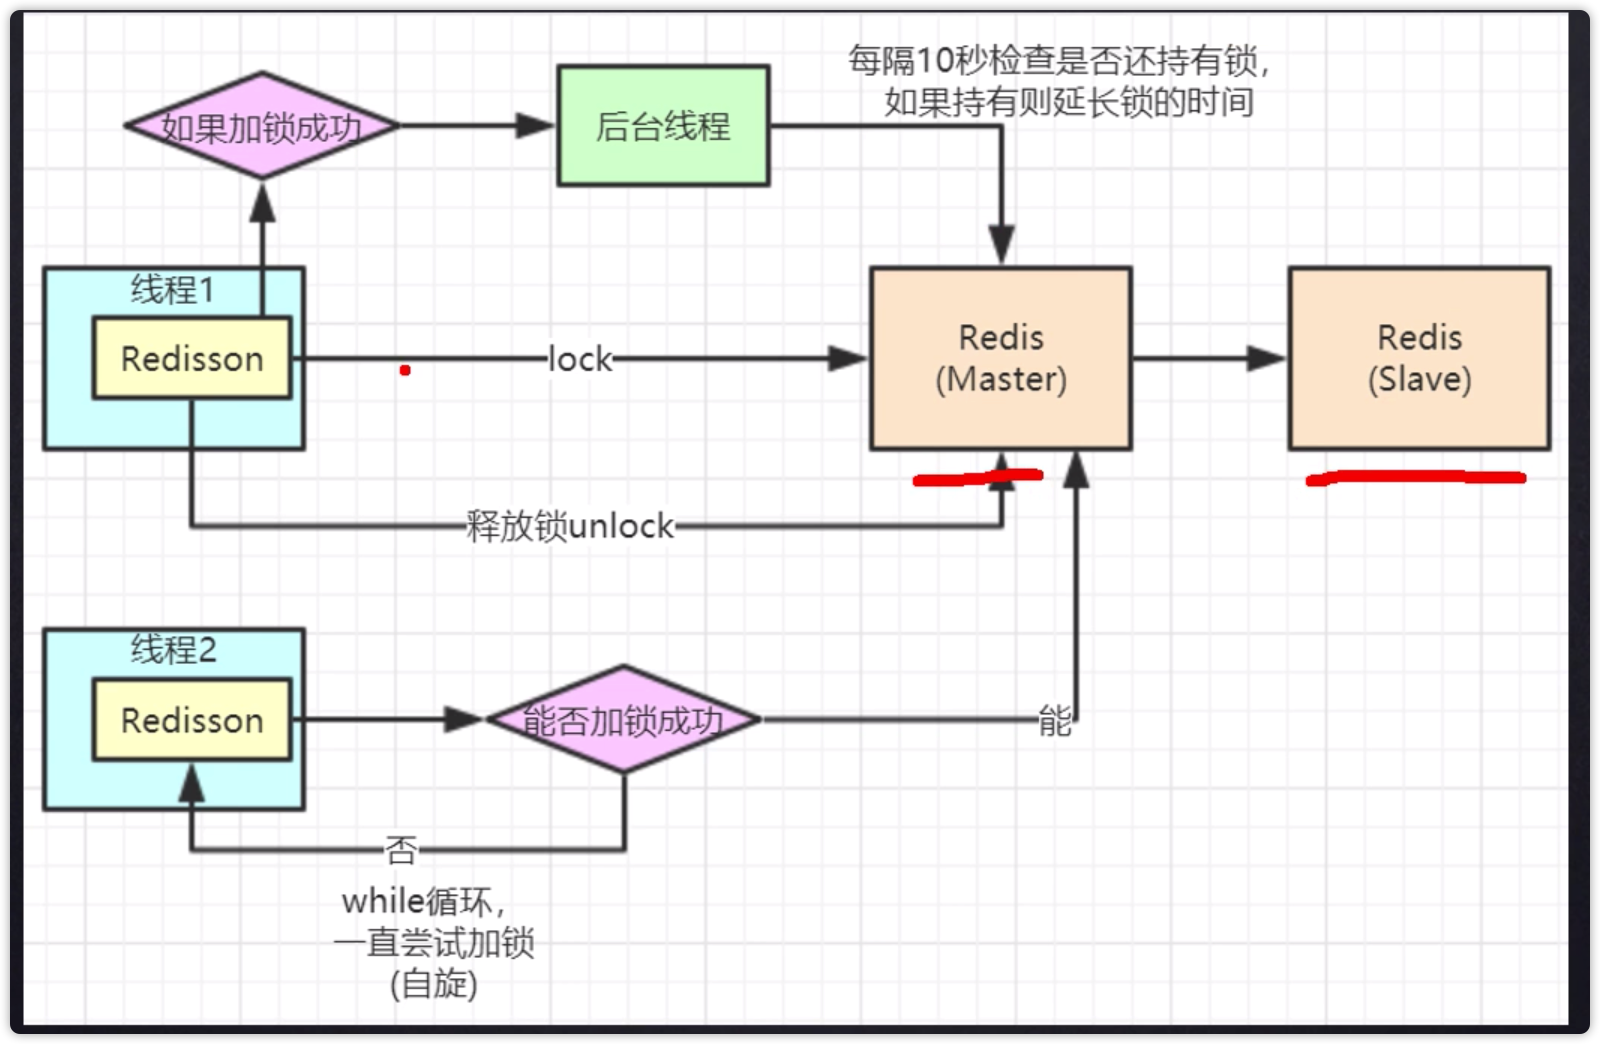 每隔10秒检查是否还持有锁，
如果持有则延长锁的时间
如果加锁成功
后台线程
线程1
Redisson
lock
Redis
(Master)
Redis
(Slave)
释放锁unlock
线程2
Redisson
能否加锁成功
能
否
while循环，
一直尝试加锁
(自旋)